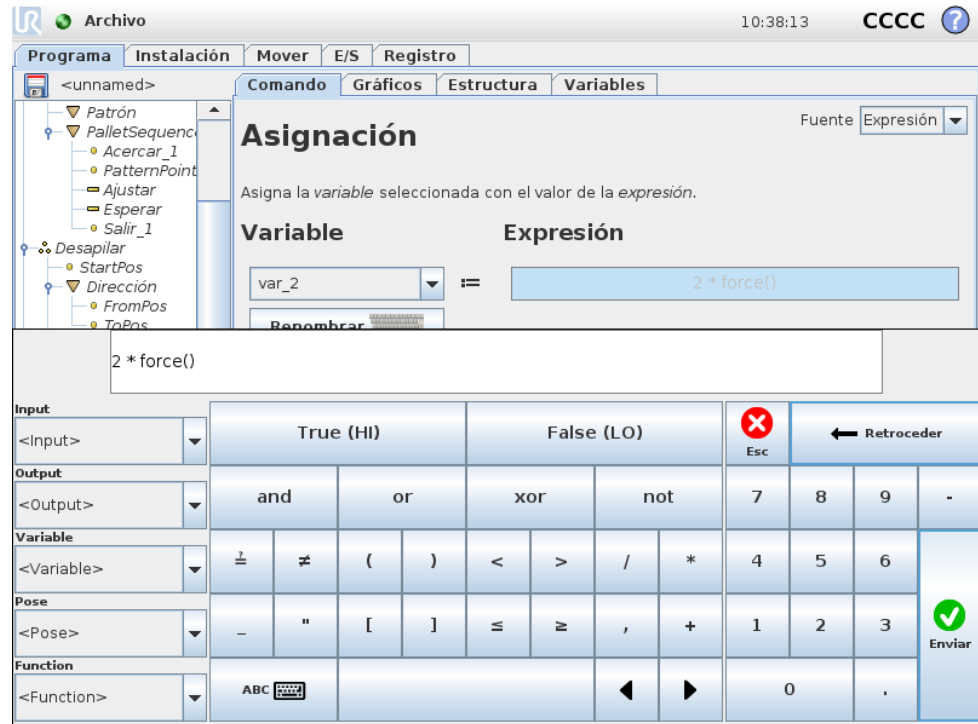 UR Archivo 10:38:13 CCCC ?
Programa Instalación Mover E/S Registro
<unnamed> Comando Gráficos Estructura Variables
Patrón
PalletSequenc
Acercar_1
PatternPoint
Ajustar
Esperar
Salir_1
Desapilar
StartPos
Dirección
FromPos
ToPos
Asignación
Fuente Expresión
Asigna la variable seleccionada con el valor de la expresión.
Variable Expresión
var_2 := 2 * force()
Renombrar
2 * force()
Input
<Input> True (HI) False (LO) Esc Retroceder
Output
<Output> and or xor not 7 8 9 -
Variable
<Variable> ≟ ≠ ( ) < > / * 4 5 6
Pose
<Pose> _ " [ ] ≤ ≥ , + 1 2 3 Enviar
Function
<Function> ABC 0 .